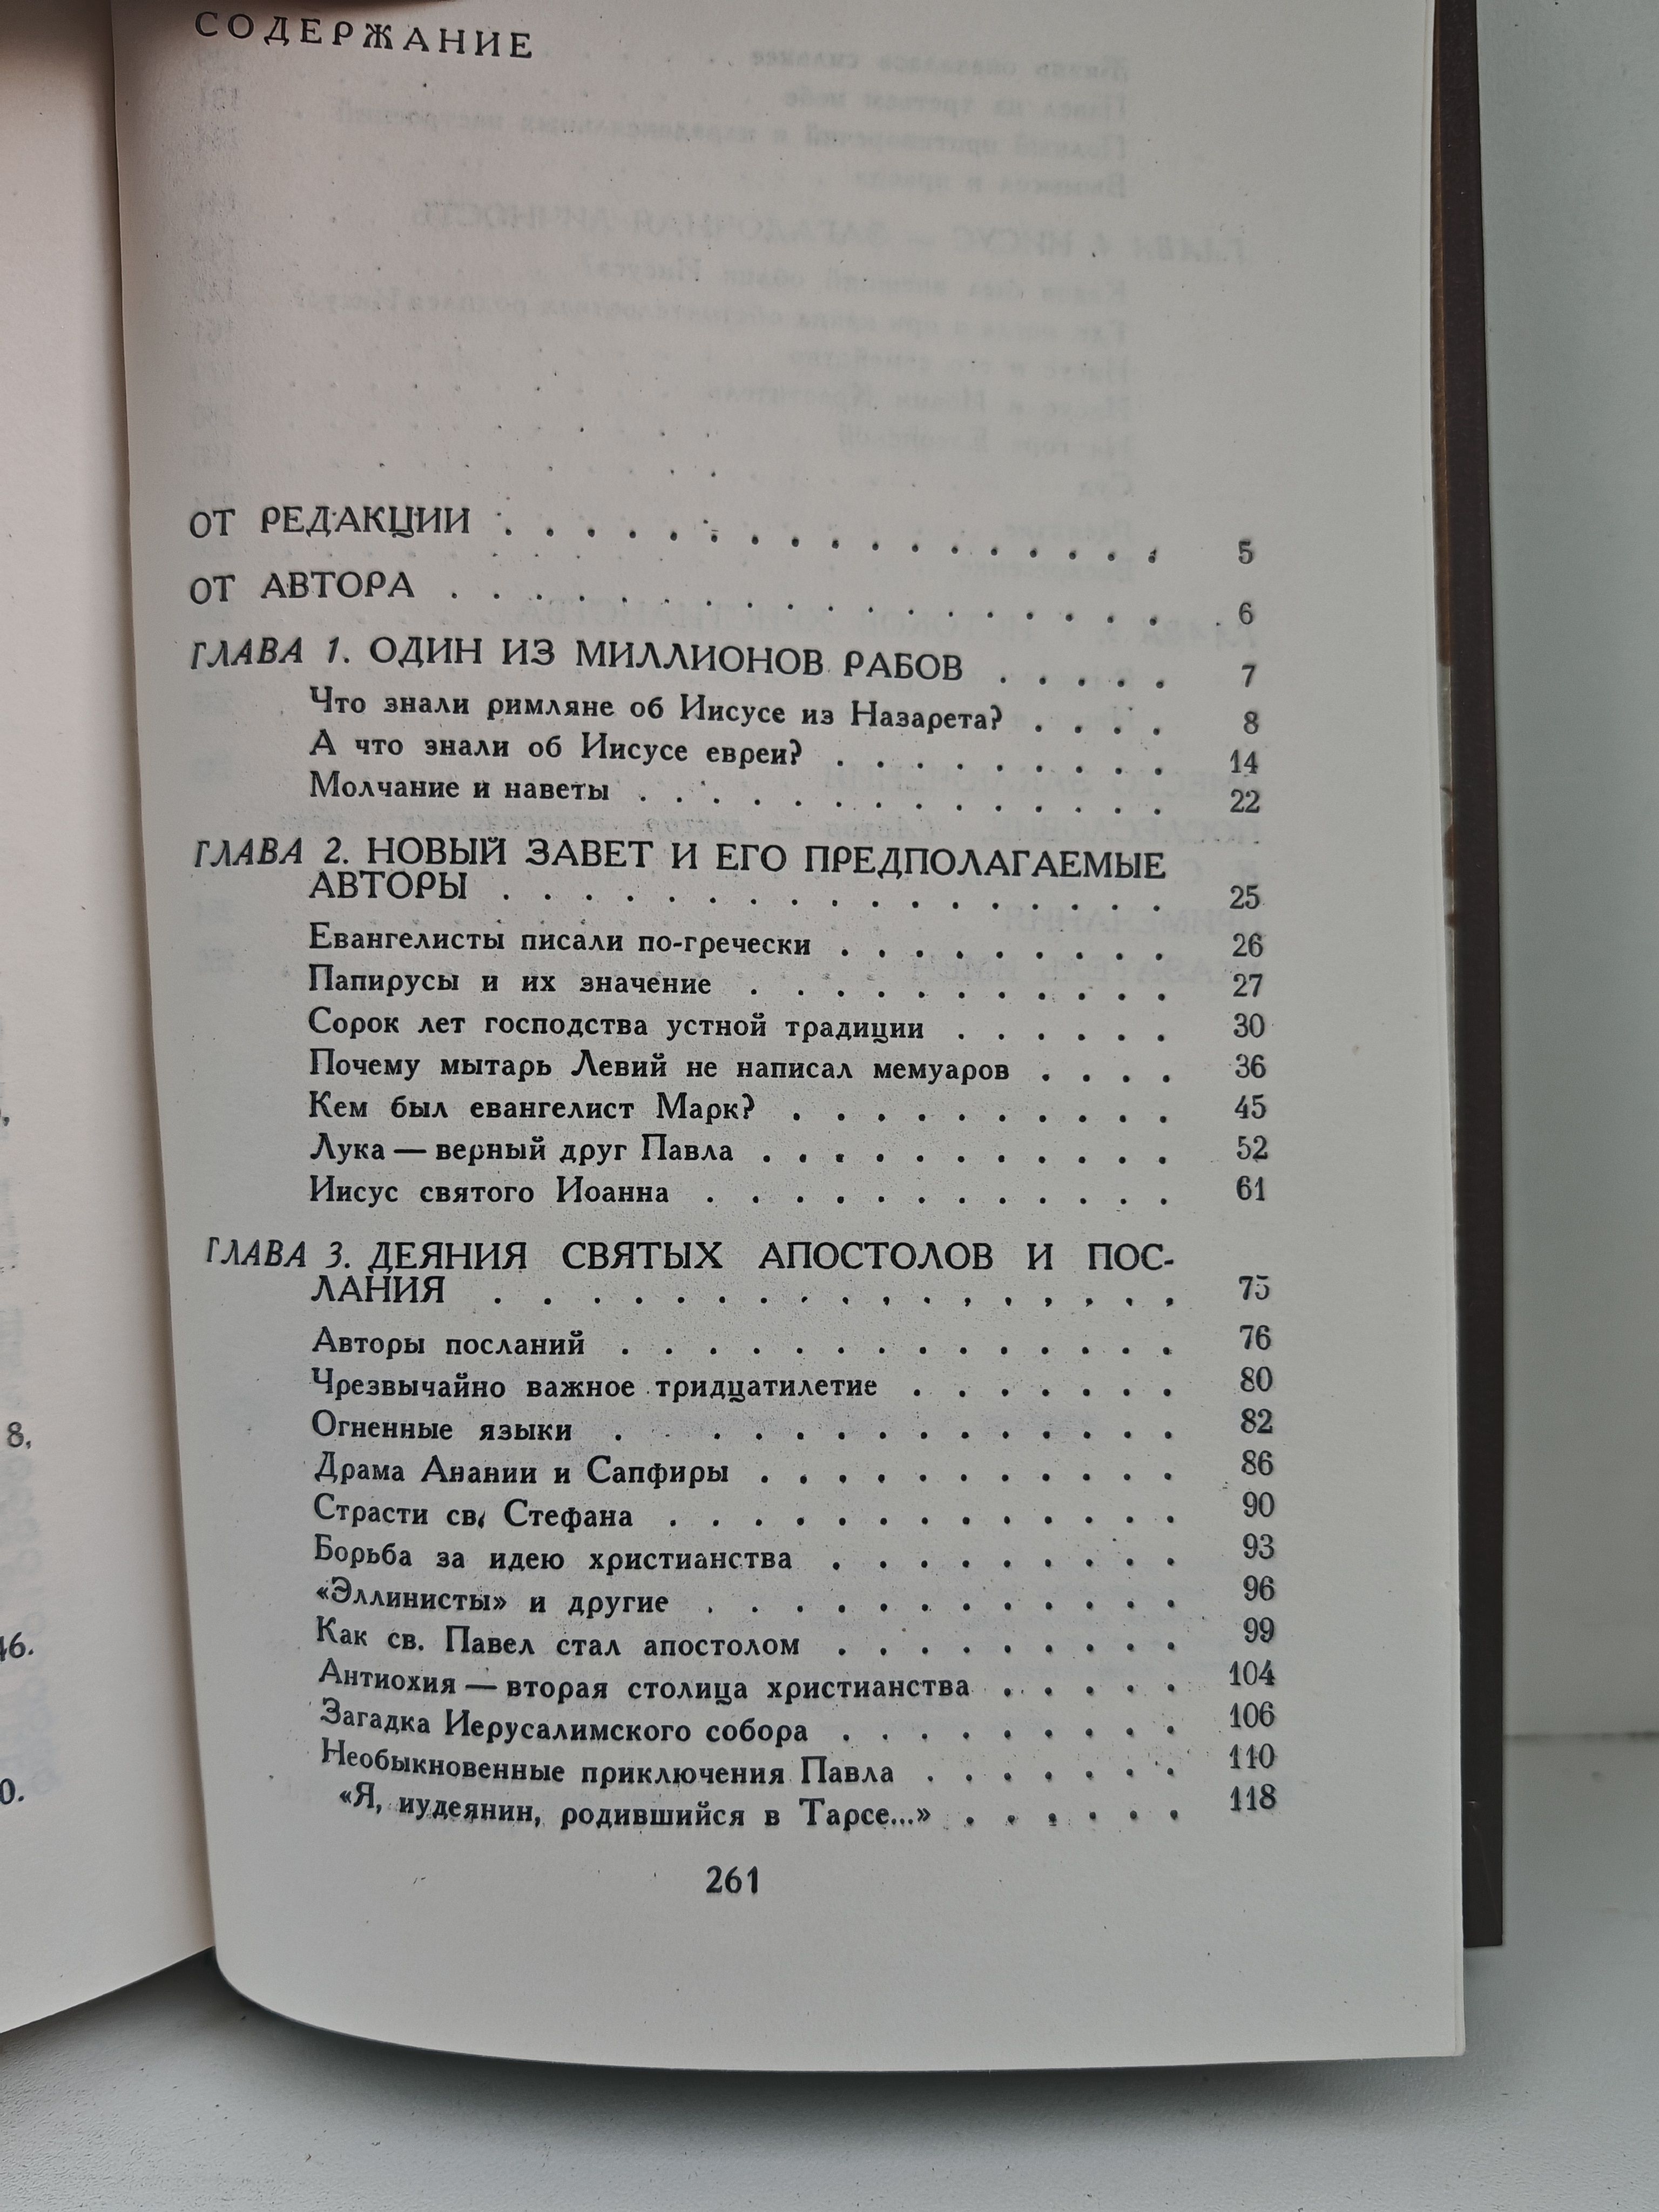 СОДЕРЖАНИЕ
ОТ РЕДАКЦИИ . . . . . . . . . . . . . . . . . 5
ОТ АВТОРА . . . . . . . . . . . . . . . . . . 6
ГЛАВА 1. ОДИН ИЗ МИЛЛИОНОВ РАБОВ . . . . . 7
Что знали римляне об Иисусе из Назарета? . . . . 8
А что знали об Иисусе евреи? . . . . . . . . . 14
Молчание и наветы . . . . . . . . . . . . . 22
ГЛАВА 2. НОВЫЙ ЗАВЕТ И ЕГО ПРЕДПОЛАГАЕМЫЕ
АВТОРЫ . . . . . . . . . . . . . . . . . 25
Евангелисты писали по-гречески . . . . . . . . 26
Папирусы и их значение . . . . . . . . . . . 27
Сорок лет господства устной традиции . . . . . . 30
Почему мытарь Левий не написал мемуаров . . . . 36
Кем был евангелист Марк? . . . . . . . . . . 45
Лука — верный друг Павла . . . . . . . . . . . 52
Иисус святого Иоанна . . . . . . . . . . . . 61
ГЛАВА 3. ДЕЯНИЯ СВЯТЫХ АПОСТОЛОВ И ПОС-
ЛАНИЯ . . . . . . . . . . . . . . . . . 75
Авторы посланий . . . . . . . . . . . . . . 76
Чрезвычайно важное тридцатилетие . . . . . . . 80
Огненные языки . . . . . . . . . . . . . . 82
Драма Анании и Сапфиры . . . . . . . . . . . 86
Страсти св. Стефана . . . . . . . . . . . . . 90
Борьба за идею христианства . . . . . . . . . 93
«Эллинисты» и другие . . . . . . . . . . . . 96
Как св. Павел стал апостолом . . . . . . . . . 99
Антиохия — вторая столица христианства . . . . . 104
Загадка Иерусалимского собора . . . . . . . . . 106
Необыкновенные приключения Павла . . . . . . . 110
«Я, иудеянин, родившийся в Тарсе...» . . . . . . 118
261
8,
46.
0.